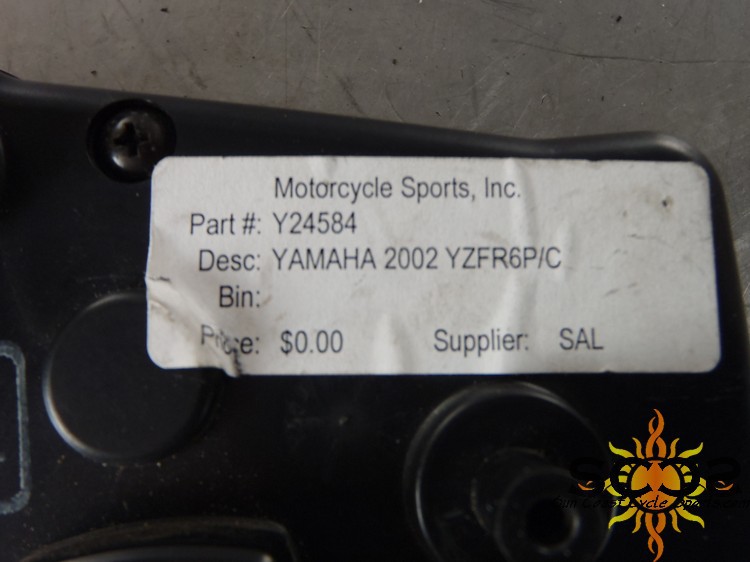 Motorcycle Sports, Inc.
Part #: Y24584
Desc: YAMAHA 2002 YZFR6P/C
Bin:
Price: $0.00 Supplier: SAL